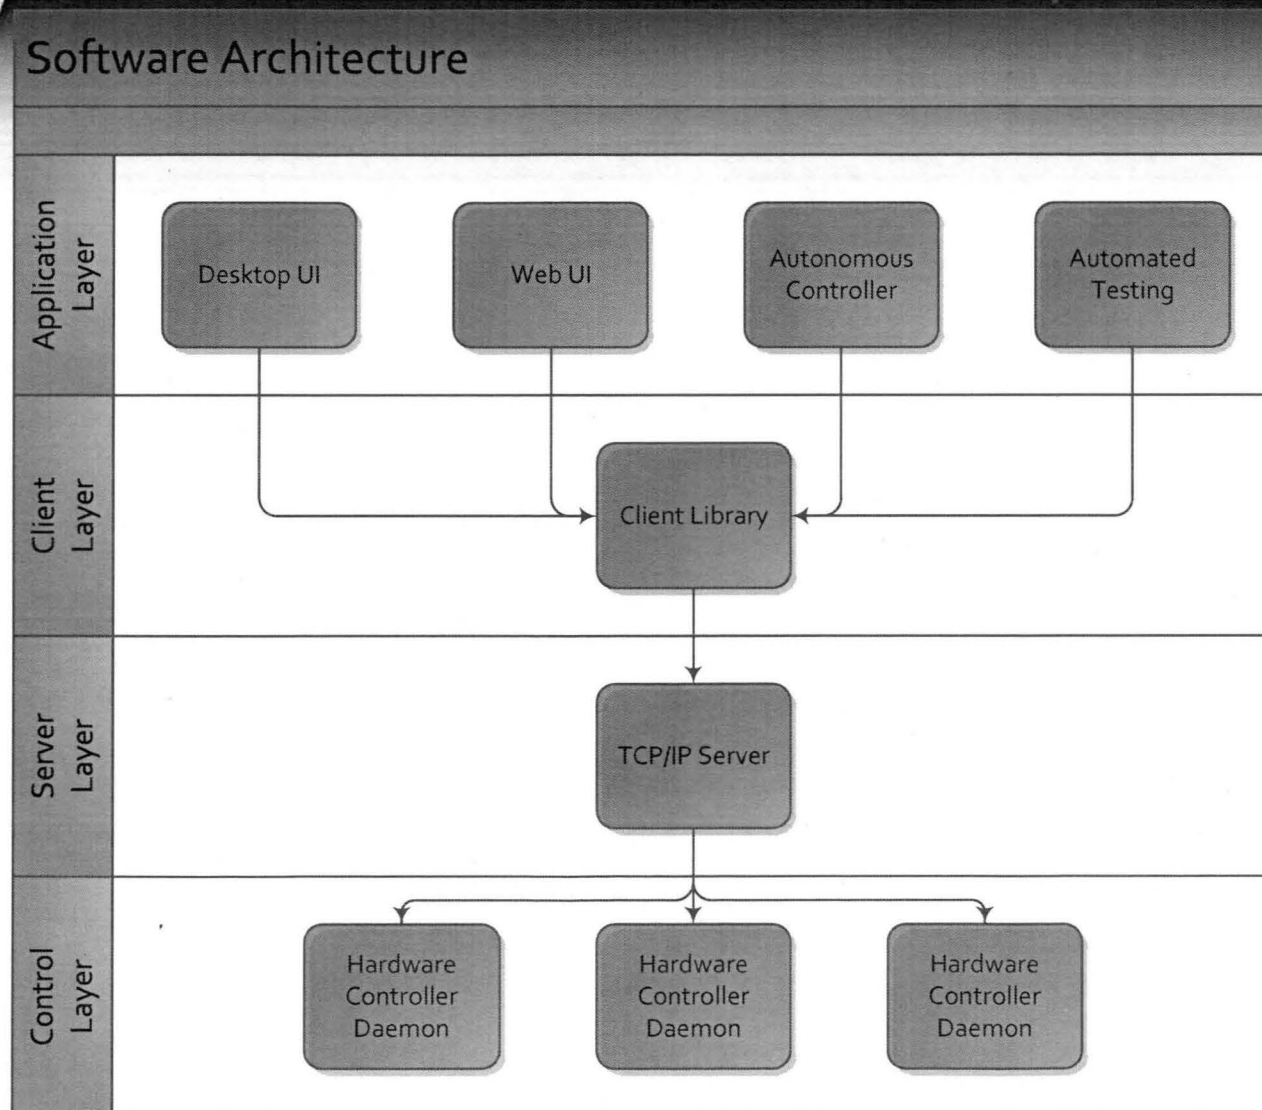 Software Architecture
Application
Layer
Desktop UI
Web UI
Autonomous
Controller
Automated
Testing
Client
Layer
Client Library
Server
Layer
TCP/IP Server
Control
Layer
Hardware
Controller
Daemon
Hardware
Controller
Daemon
Hardware
Controller
Daemon